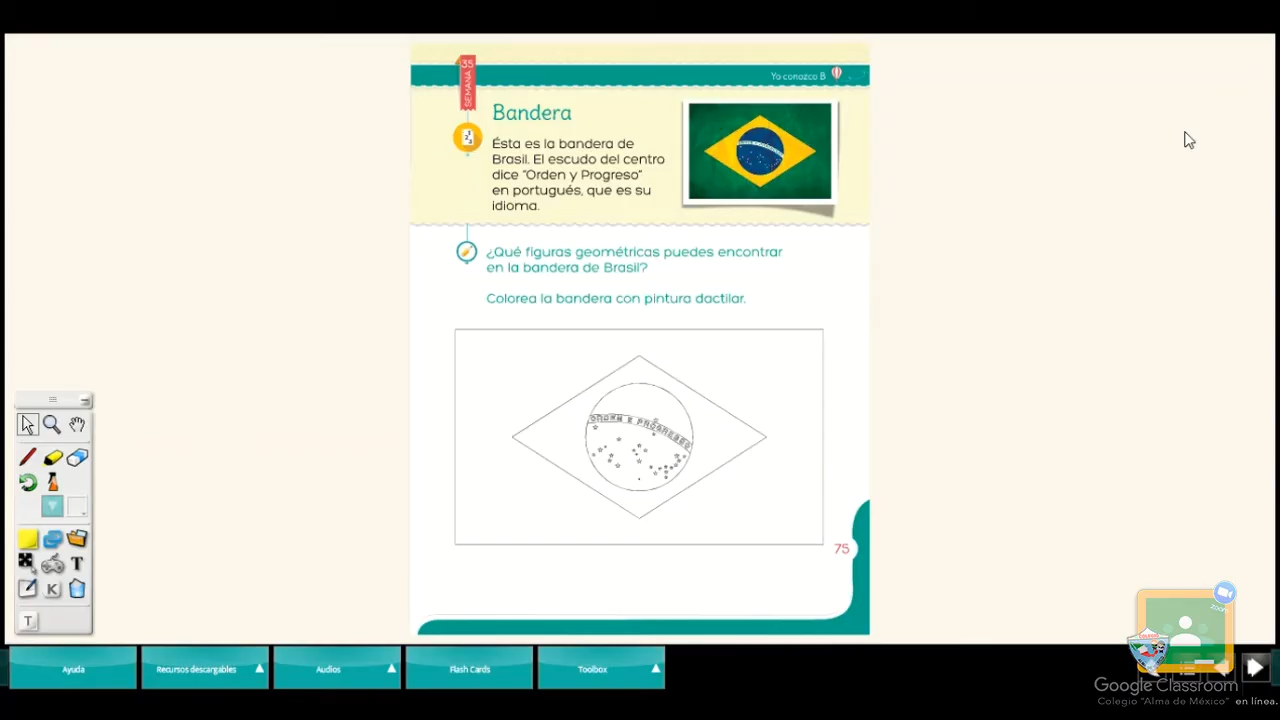 35
SEMANA
Yo conozco B
Bandera
Ésta es la bandera de
Brasil. El escudo del centro
dice "Orden y Progreso"
en portugués, que es su
idioma.
¿Qué figuras geométricas puedes encontrar
en la bandera de Brasil?
Colorea la bandera con pintura dactilar.
ORDEM E PROGRESSO
75
T
K
T
Ayuda
Recursos descargables
Audios
Flash Cards
Toolbox
zoom
COLEGIO
Google Classroom
Colegio "Alma de México" en línea.